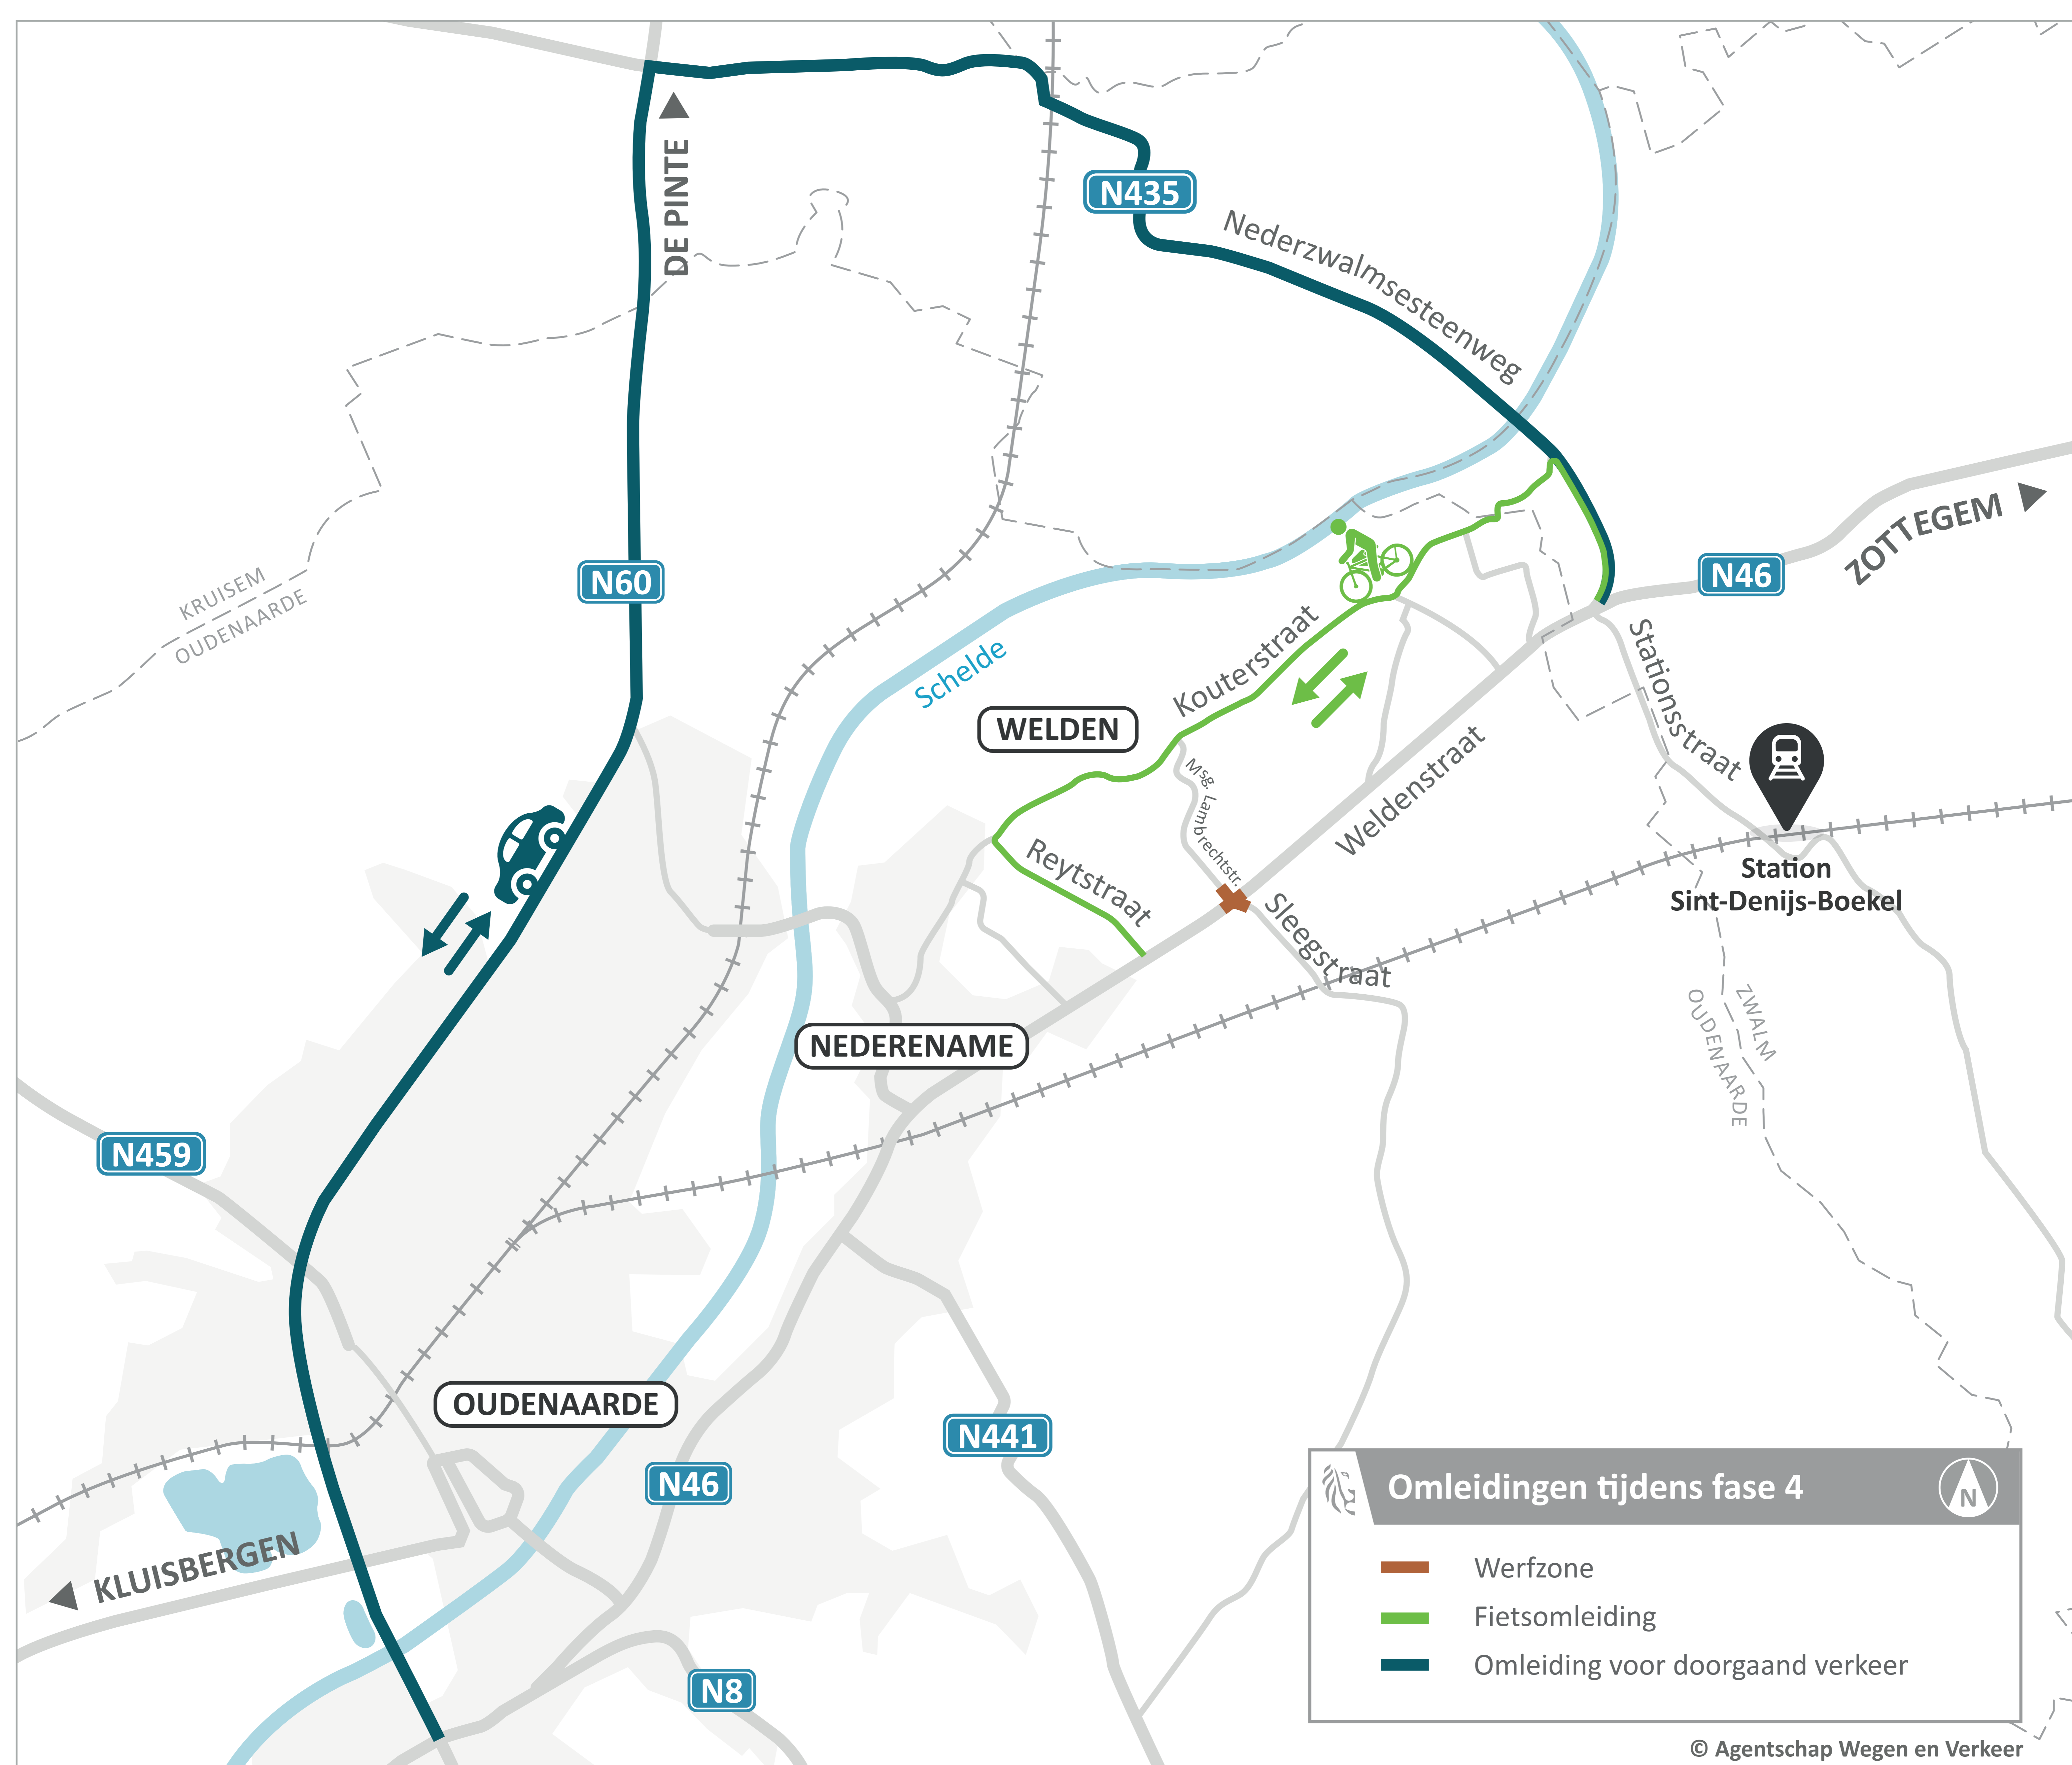 DE PINTE
N435
Nederzwalmsesteenweg
ZOTTEGEM
N46
N60
KRUISEM
OUDENAARDE
Schelde
Kouterstraat
WELDEN
Stationsstraat
Msg. Lambrechtstr.
Weldenstraat
Reytstraat
Station
Sint-Denijs-Boekel
Sleegstraat
NEDERENAME
ZWALM
OUDENAARDE
N459
OUDENAARDE
N441
N46
KLUISBERGEN
N8
Omleidingen tijdens fase 4
N
Werfzone
Fietsomleiding
Omleiding voor doorgaand verkeer
© Agentschap Wegen en Verkeer